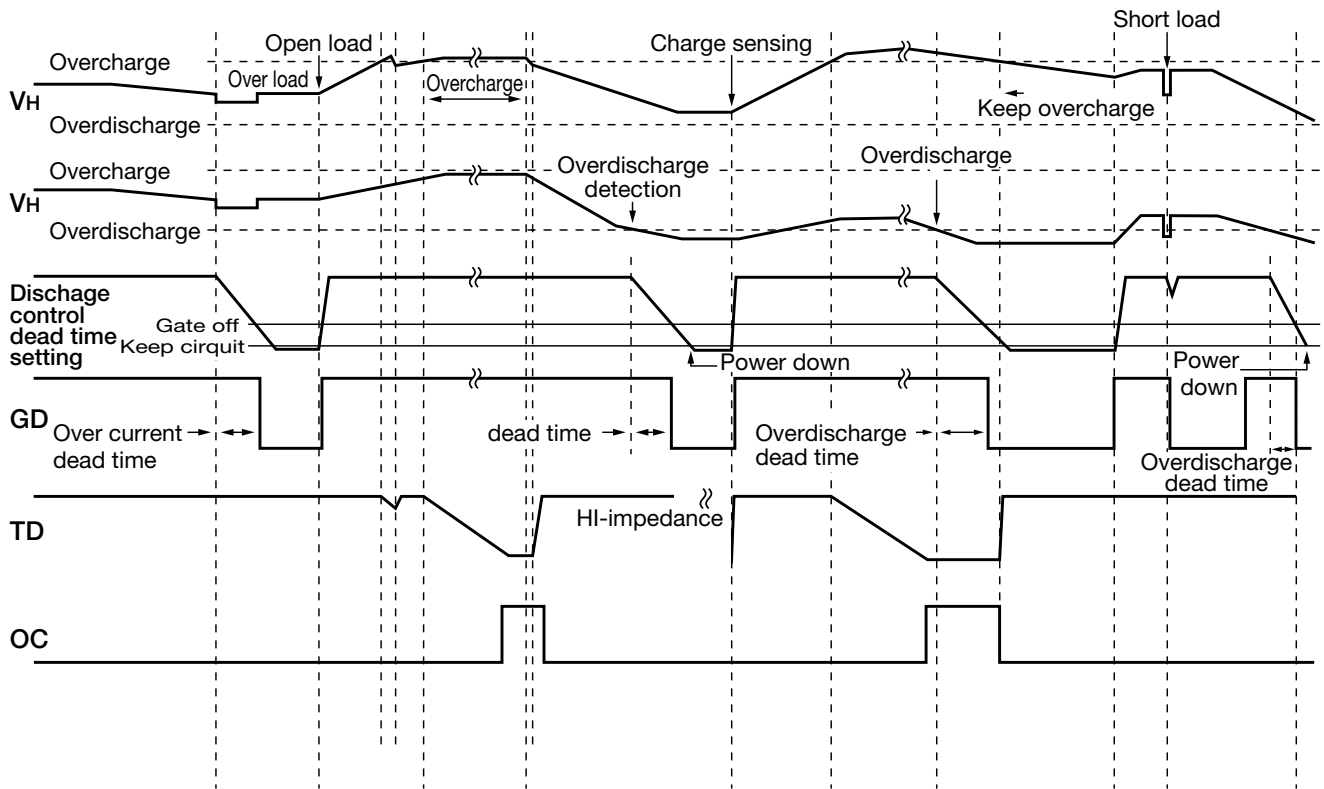 Short load
Open load
Charge sensing
Overcharge
Over load
Overcharge
VH
Keep overcharge
Overdischarge
Overcharge
Overdischarge
detection
Overdischarge
VH
Overdischarge
Dischage
control
dead time
setting
Gate off
Keep cirquit
Power down
Power
down
GD
Over current
dead time
dead time
Overdischarge
dead time
Overdischarge
dead time
TD
HI-impedance
OC